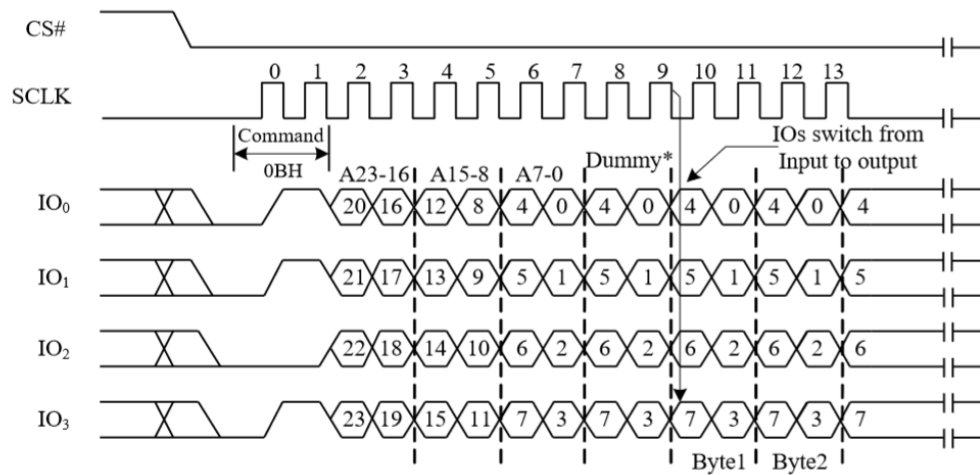 CS#
0 1 2 3 4 5 6 7 8 9 10 11 12 13
SCLK
Command
IOs switch from
Input to output
0BH
Dummy*
A23-16 A15-8 A7-0
IO0 20 16 12 8 4 0 4 0 4 0 4 0 4
IO1 21 17 13 9 5 1 5 1 5 1 5 1 5
IO2 22 18 14 10 6 2 6 2 6 2 6 2 6
IO3 23 19 15 11 7 3 7 3 7 3 7 3 7
Byte1 Byte2